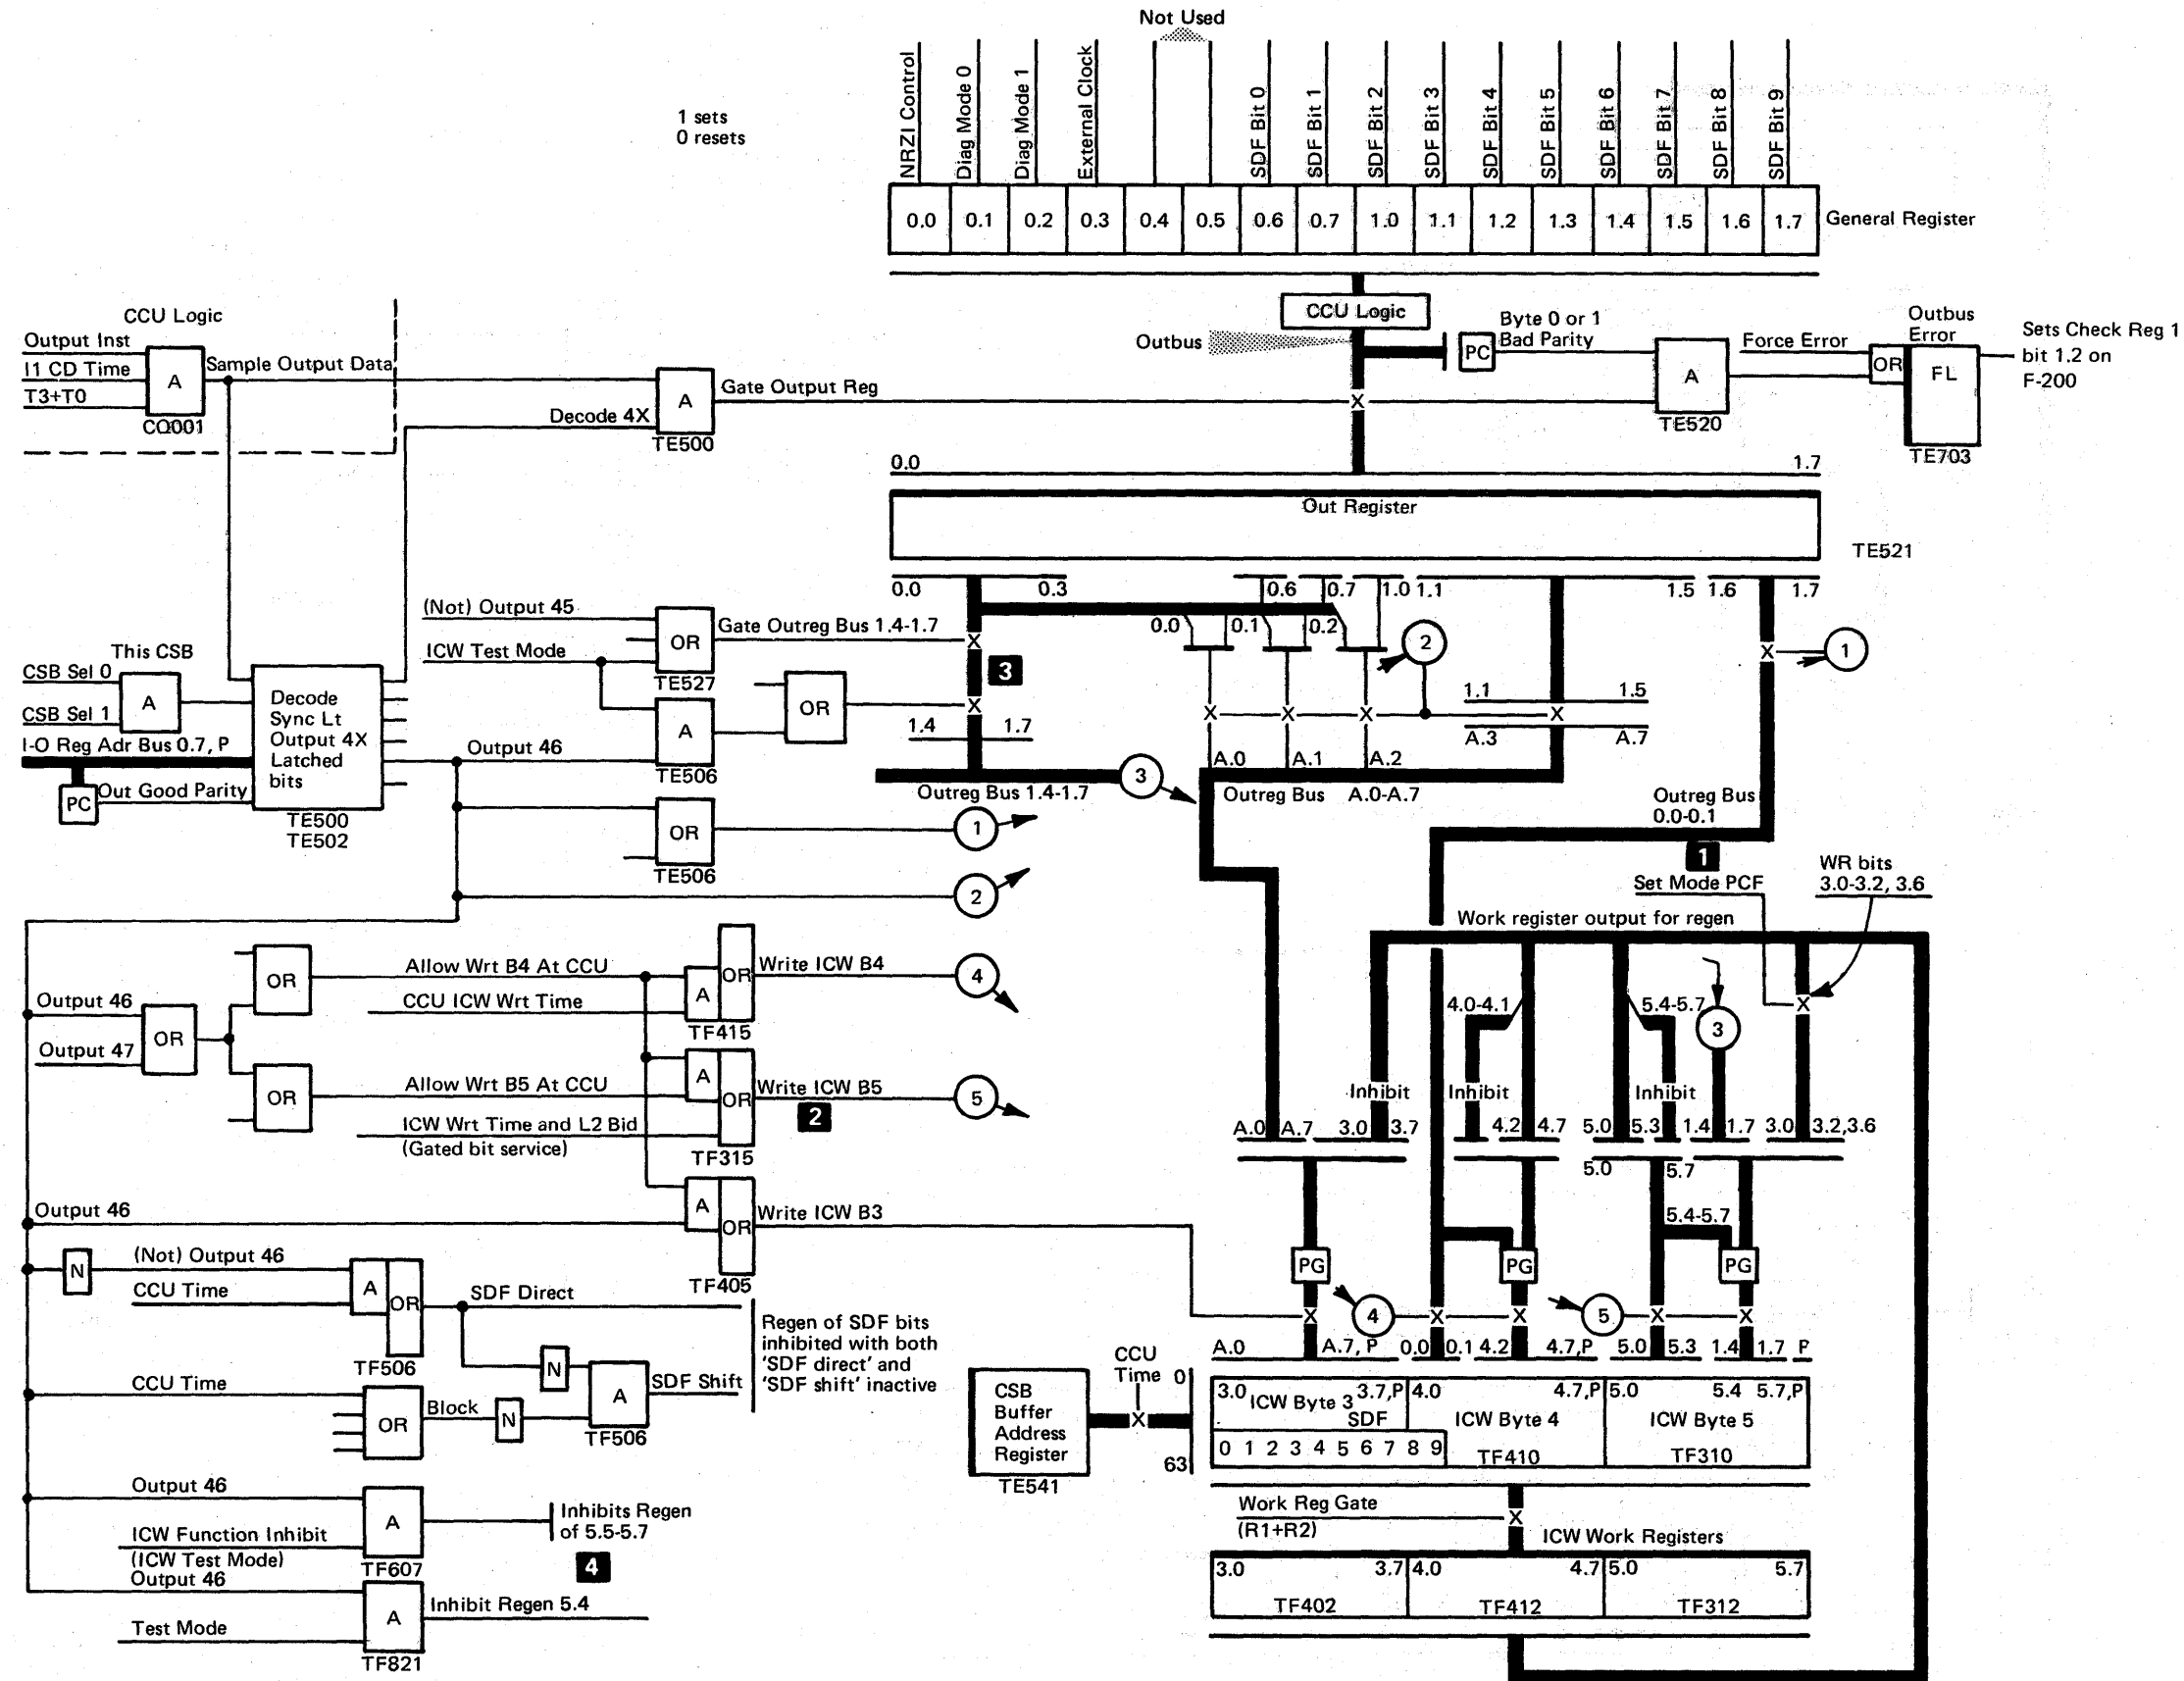 Not Used
1 sets
0 resets
NRZI Control
Diag Mode 0
Diag Mode 1
External Clock
SDF Bit 0
SDF Bit 1
SDF Bit 2
SDF Bit 3
SDF Bit 4
SDF Bit 5
SDF Bit 6
SDF Bit 7
SDF Bit 8
SDF Bit 9
0.0 0.1 0.2 0.3 0.4 0.5 0.6 0.7 1.0 1.1 1.2 1.3 1.4 1.5 1.6 1.7
General Register
CCU Logic
Outbus
PC
Byte 0 or 1
Bad Parity
A
TE520
Force Error
OR
Outbus
Error
FL
TE703
Sets Check Reg 1
bit 1.2 on
F-200
CCU Logic
Output Inst
I1 CD Time
T3+T0
A
CQ001
Sample Output Data
Decode 4X
A
TE500
Gate Output Reg
X
0.0 1.7
Out Register
TE521
0.0 0.3 0.6 0.7 1.0 1.1 1.5 1.6 1.7
(Not) Output 45
ICW Test Mode
OR
TE527
Gate Outreg Bus 1.4-1.7
X
3
0.0 0.1 0.2
2
X
1
This CSB
CSB Sel 0
CSB Sel 1
A
I-O Reg Adr Bus 0.7, P
PC
Out Good Parity
Decode
Sync Lt
Output 4X
Latched
bits
TE500
TE502
Output 46
A
TE506
OR
X
1.4 1.7
X X X
1.1 1.5
X
A.3 A.7
A.0 A.1 A.2
3
Outreg Bus 1.4-1.7
Outreg Bus A.0-A.7
Outreg Bus
0.0-0.1
1
OR
TE506
1
2
Set Mode PCF
WR bits
3.0-3.2, 3.6
Work register output for regen
Output 46
Output 47
OR
OR
OR
Allow Wrt B4 At CCU
CCU ICW Wrt Time
A
OR
TF415
Write ICW B4
4
Allow Wrt B5 At CCU
ICW Wrt Time and L2 Bid
(Gated bit service)
A
OR
TF315
Write ICW B5
2
5
4.0-4.1
5.4-5.7
3
X
Inhibit
Inhibit
Inhibit
A.0 A.7 3.0 3.7 4.2 4.7 5.0 5.3 1.4 1.7 3.0 3.2,3.6
5.0 5.7
5.4-5.7
Output 46
A
OR
TF405
Write ICW B3
PG
PG
PG
X
4
X X
5
X X
A.0 A.7, P 0.0 0.1 4.2 4.7,P 5.0 5.3 1.4 1.7 P
N
(Not) Output 46
CCU Time
A
OR
TF506
SDF Direct
N
CCU Time
OR
Block
N
A
TF506
SDF Shift
Regen of SDF bits
inhibited with both
'SDF direct' and
'SDF shift' inactive
CSB
Buffer
Address
Register
TE541
CCU
Time
X
0
63
3.0 3.7,P 4.0 4.7,P 5.0 5.4 5.7,P
ICW Byte 3
SDF
0 1 2 3 4 5 6 7 8 9
ICW Byte 4
TF410
ICW Byte 5
TF310
Work Reg Gate
(R1+R2)
X
ICW Work Registers
3.0 3.7 4.0 4.7 5.0 5.7
TF402 TF412 TF312
Output 46
ICW Function Inhibit
(ICW Test Mode)
A
TF607
Inhibits Regen
of 5.5-5.7
4
Output 46
Test Mode
A
TF821
Inhibit Regen 5.4